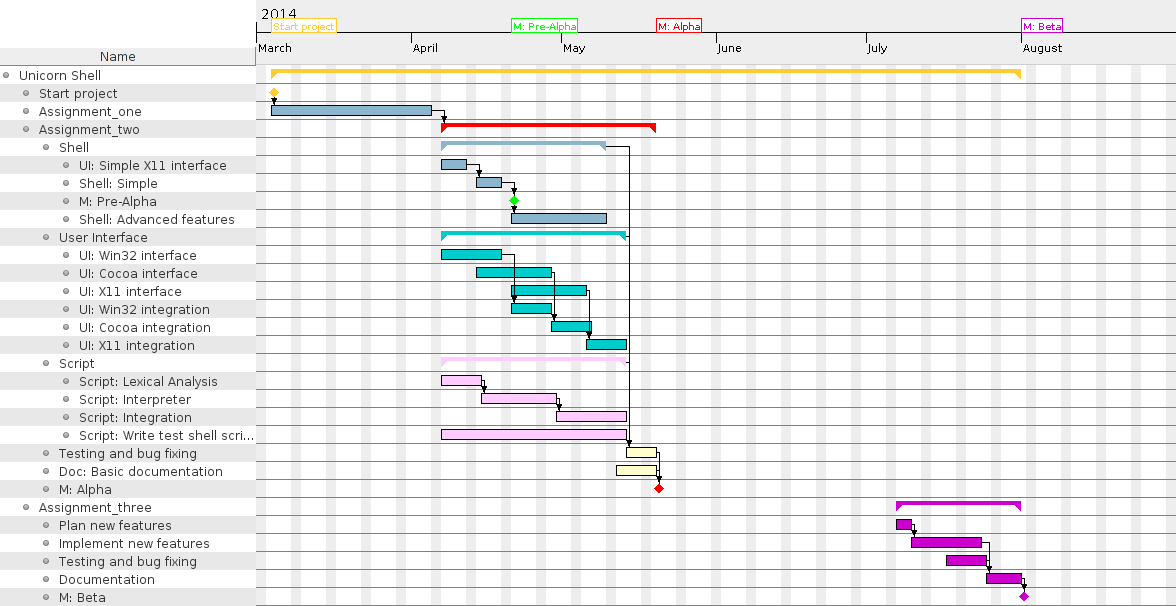 2014
Start project
M: Pre-Alpha
M: Alpha
M: Beta
March
April
May
June
July
August
Name
Unicorn Shell
Start project
Assignment_one
Assignment_two
Shell
UI: Simple X11 interface
Shell: Simple
M: Pre-Alpha
Shell: Advanced features
User Interface
UI: Win32 interface
UI: Cocoa interface
UI: X11 interface
UI: Win32 integration
UI: Cocoa integration
UI: X11 integration
Script
Script: Lexical Analysis
Script: Interpreter
Script: Integration
Script: Write test shell scri...
Testing and bug fixing
Doc: Basic documentation
M: Alpha
Assignment_three
Plan new features
Implement new features
Testing and bug fixing
Documentation
M: Beta